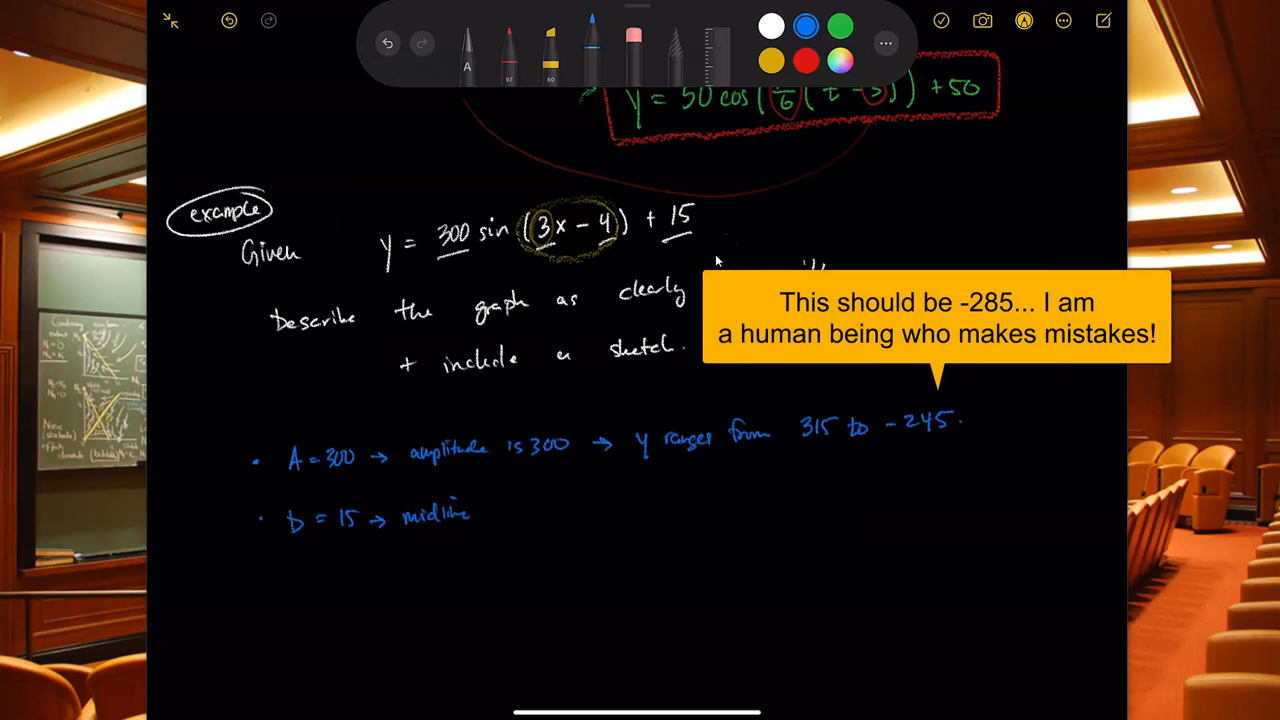 y = 50 cos(π/6 (t - 3)) + 50
example
Given y = 300 sin (3x - 4) + 15
Describe the graph as clearly
+ include a sketch.
This should be -285... I am
a human being who makes mistakes!
• A = 300 → amplitude is 300 → y ranges from 315 to -245.
• D = 15 → midline
A
97
80